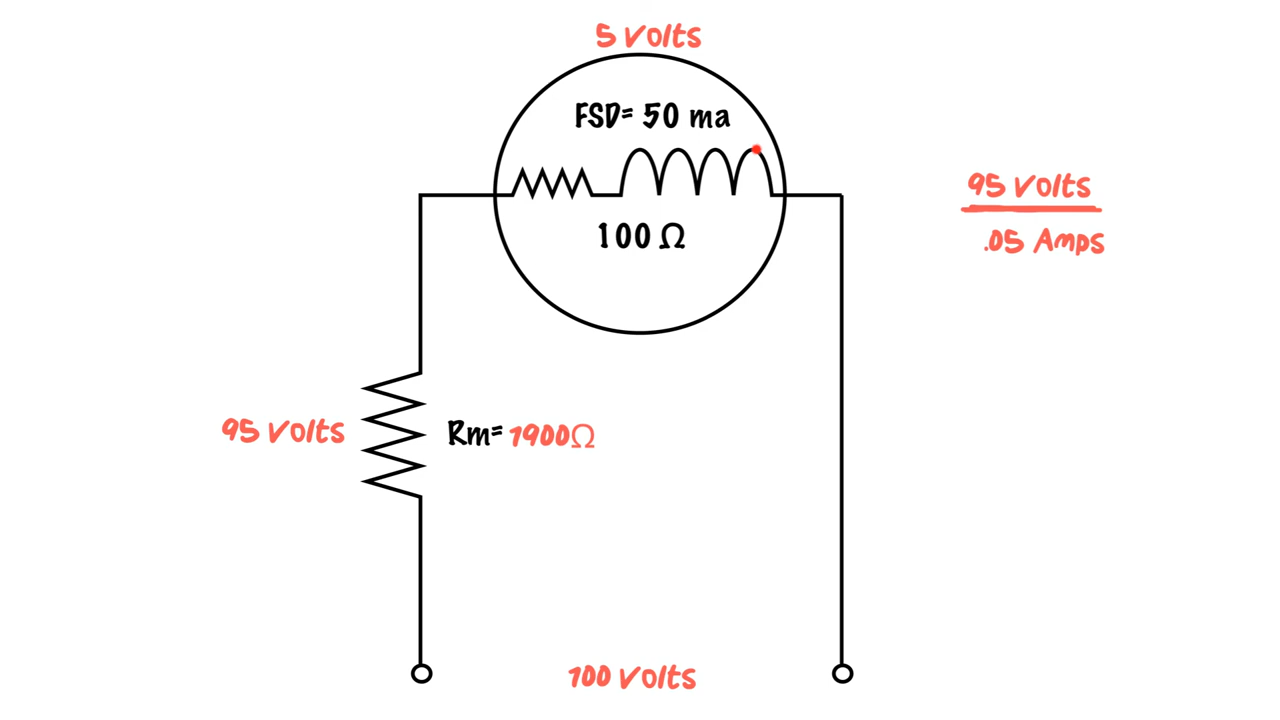 5 volts
FSD= 50 ma
100 Ω
95 volts
.05 Amps
95 volts
Rm= 1900Ω
100 volts